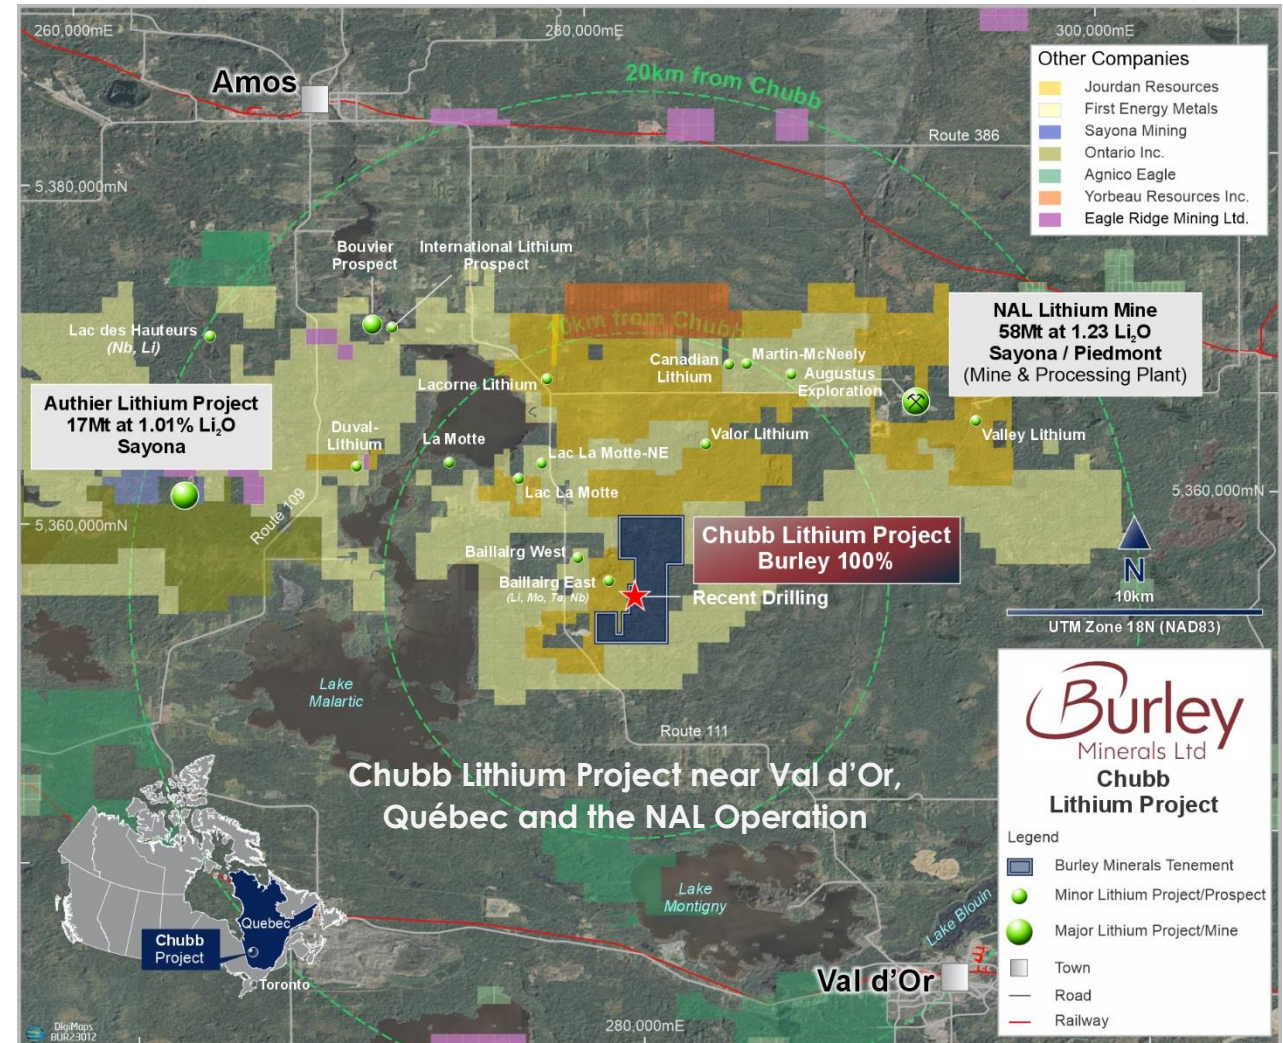 260,000mE
280,000mE
300,000mE
Amos
20km from Chubb
Route 386
Other Companies
Jourdan Resources
First Energy Metals
Sayona Mining
Ontario Inc.
Agnico Eagle
Yorbeau Resources Inc.
Eagle Ridge Mining Ltd.
5,380,000mN
Bouvier
Prospect
International Lithium
Prospect
Lac des Hauteurs
(Nb, Li)
10km from Chubb
NAL Lithium Mine
58Mt at 1.23 Li₂O
Sayona / Piedmont
(Mine & Processing Plant)
Canadian
Lithium
Martin-McNeely
Augustus
Exploration
Lacorne Lithium
Authier Lithium Project
17Mt at 1.01% Li₂O
Sayona
Duval-
Lithium
La Motte
Valor Lithium
Valley Lithium
Lac La Motte-NE
Lac La Motte
5,360,000mN
5,360,000mN
Route 109
Chubb Lithium Project
Burley 100%
Baillairg West
Baillairg East
(Li, Mo, Ta, Nb)
Recent Drilling
N
10km
UTM Zone 18N (NAD83)
Lake
Malartic
Route 111
Chubb Lithium Project near Val d’Or,
Québec and the NAL Operation
Burley
Minerals Ltd
Chubb
Lithium Project
Legend
Burley Minerals Tenement
Minor Lithium Project/Prospect
Major Lithium Project/Mine
Town
Road
Railway
Lake
Montigny
Lake Blouin
Quebec
Chubb
Project
Toronto
Val d’Or
280,000mE
DigiMaps
BUR23012